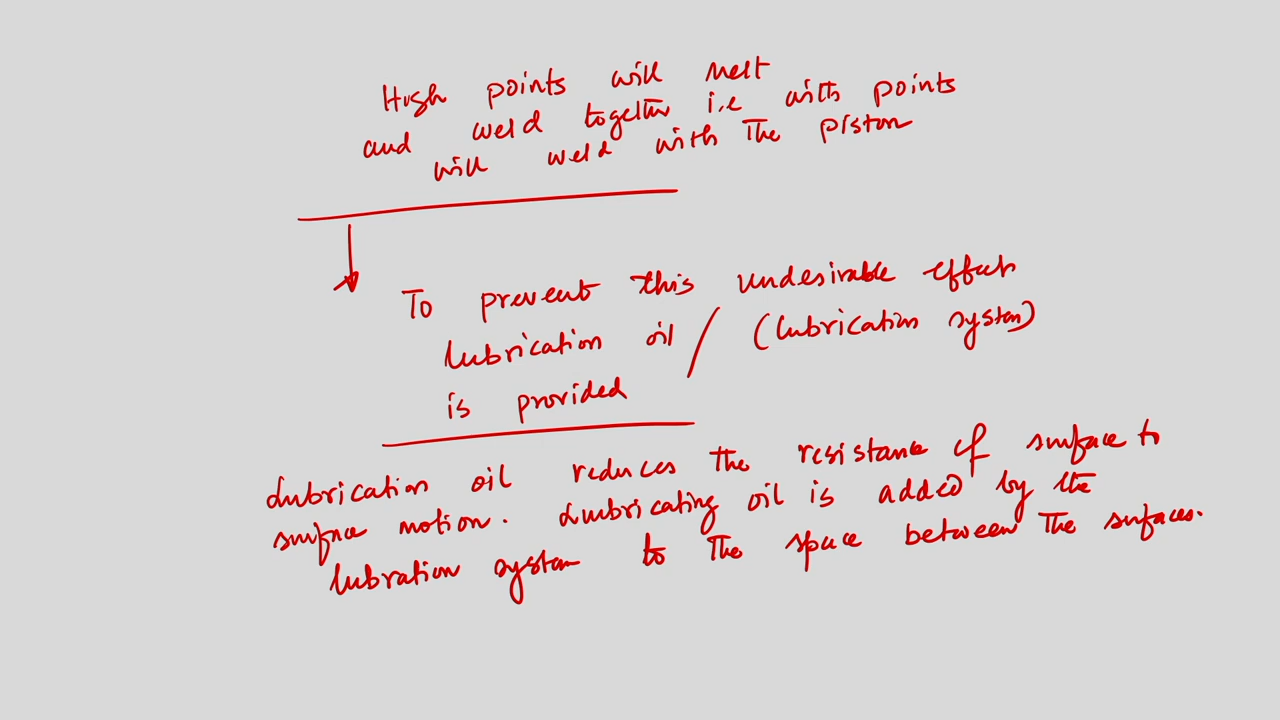 High points will melt
and weld together i.e with points
will weld with the piston
To prevent this undesirable effect
lubrication oil / (lubrication system)
is provided
Lubrication oil reduces the resistance of surface to
surface motion. Lubricating oil is added by the
lubration system to the space between the surfaces.